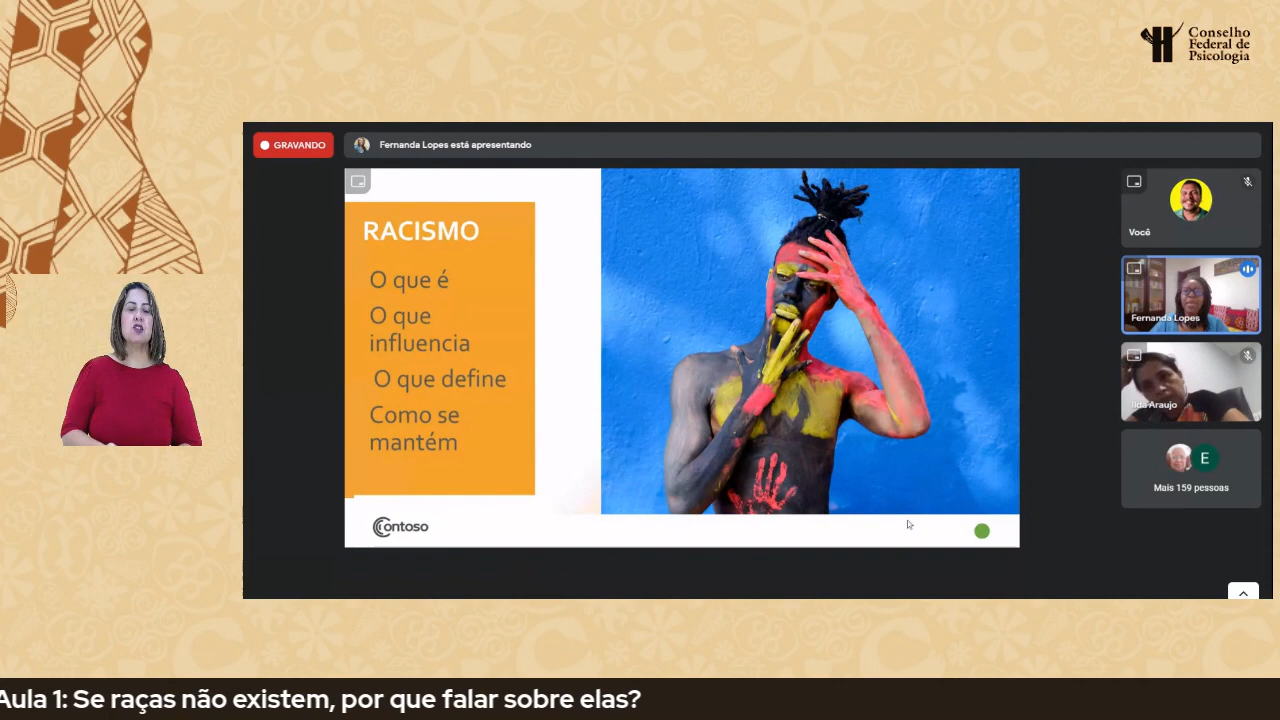 Conselho
Federal de
Psicologia
GRAVANDO
Fernanda Lopes está apresentando
RACISMO
O que é
O que
influencia
O que define
Como se
mantém
Contoso
Você
Fernanda Lopes
Ilda Araujo
E
Mais 159 pessoas
Aula 1: Se raças não existem, por que falar sobre elas?